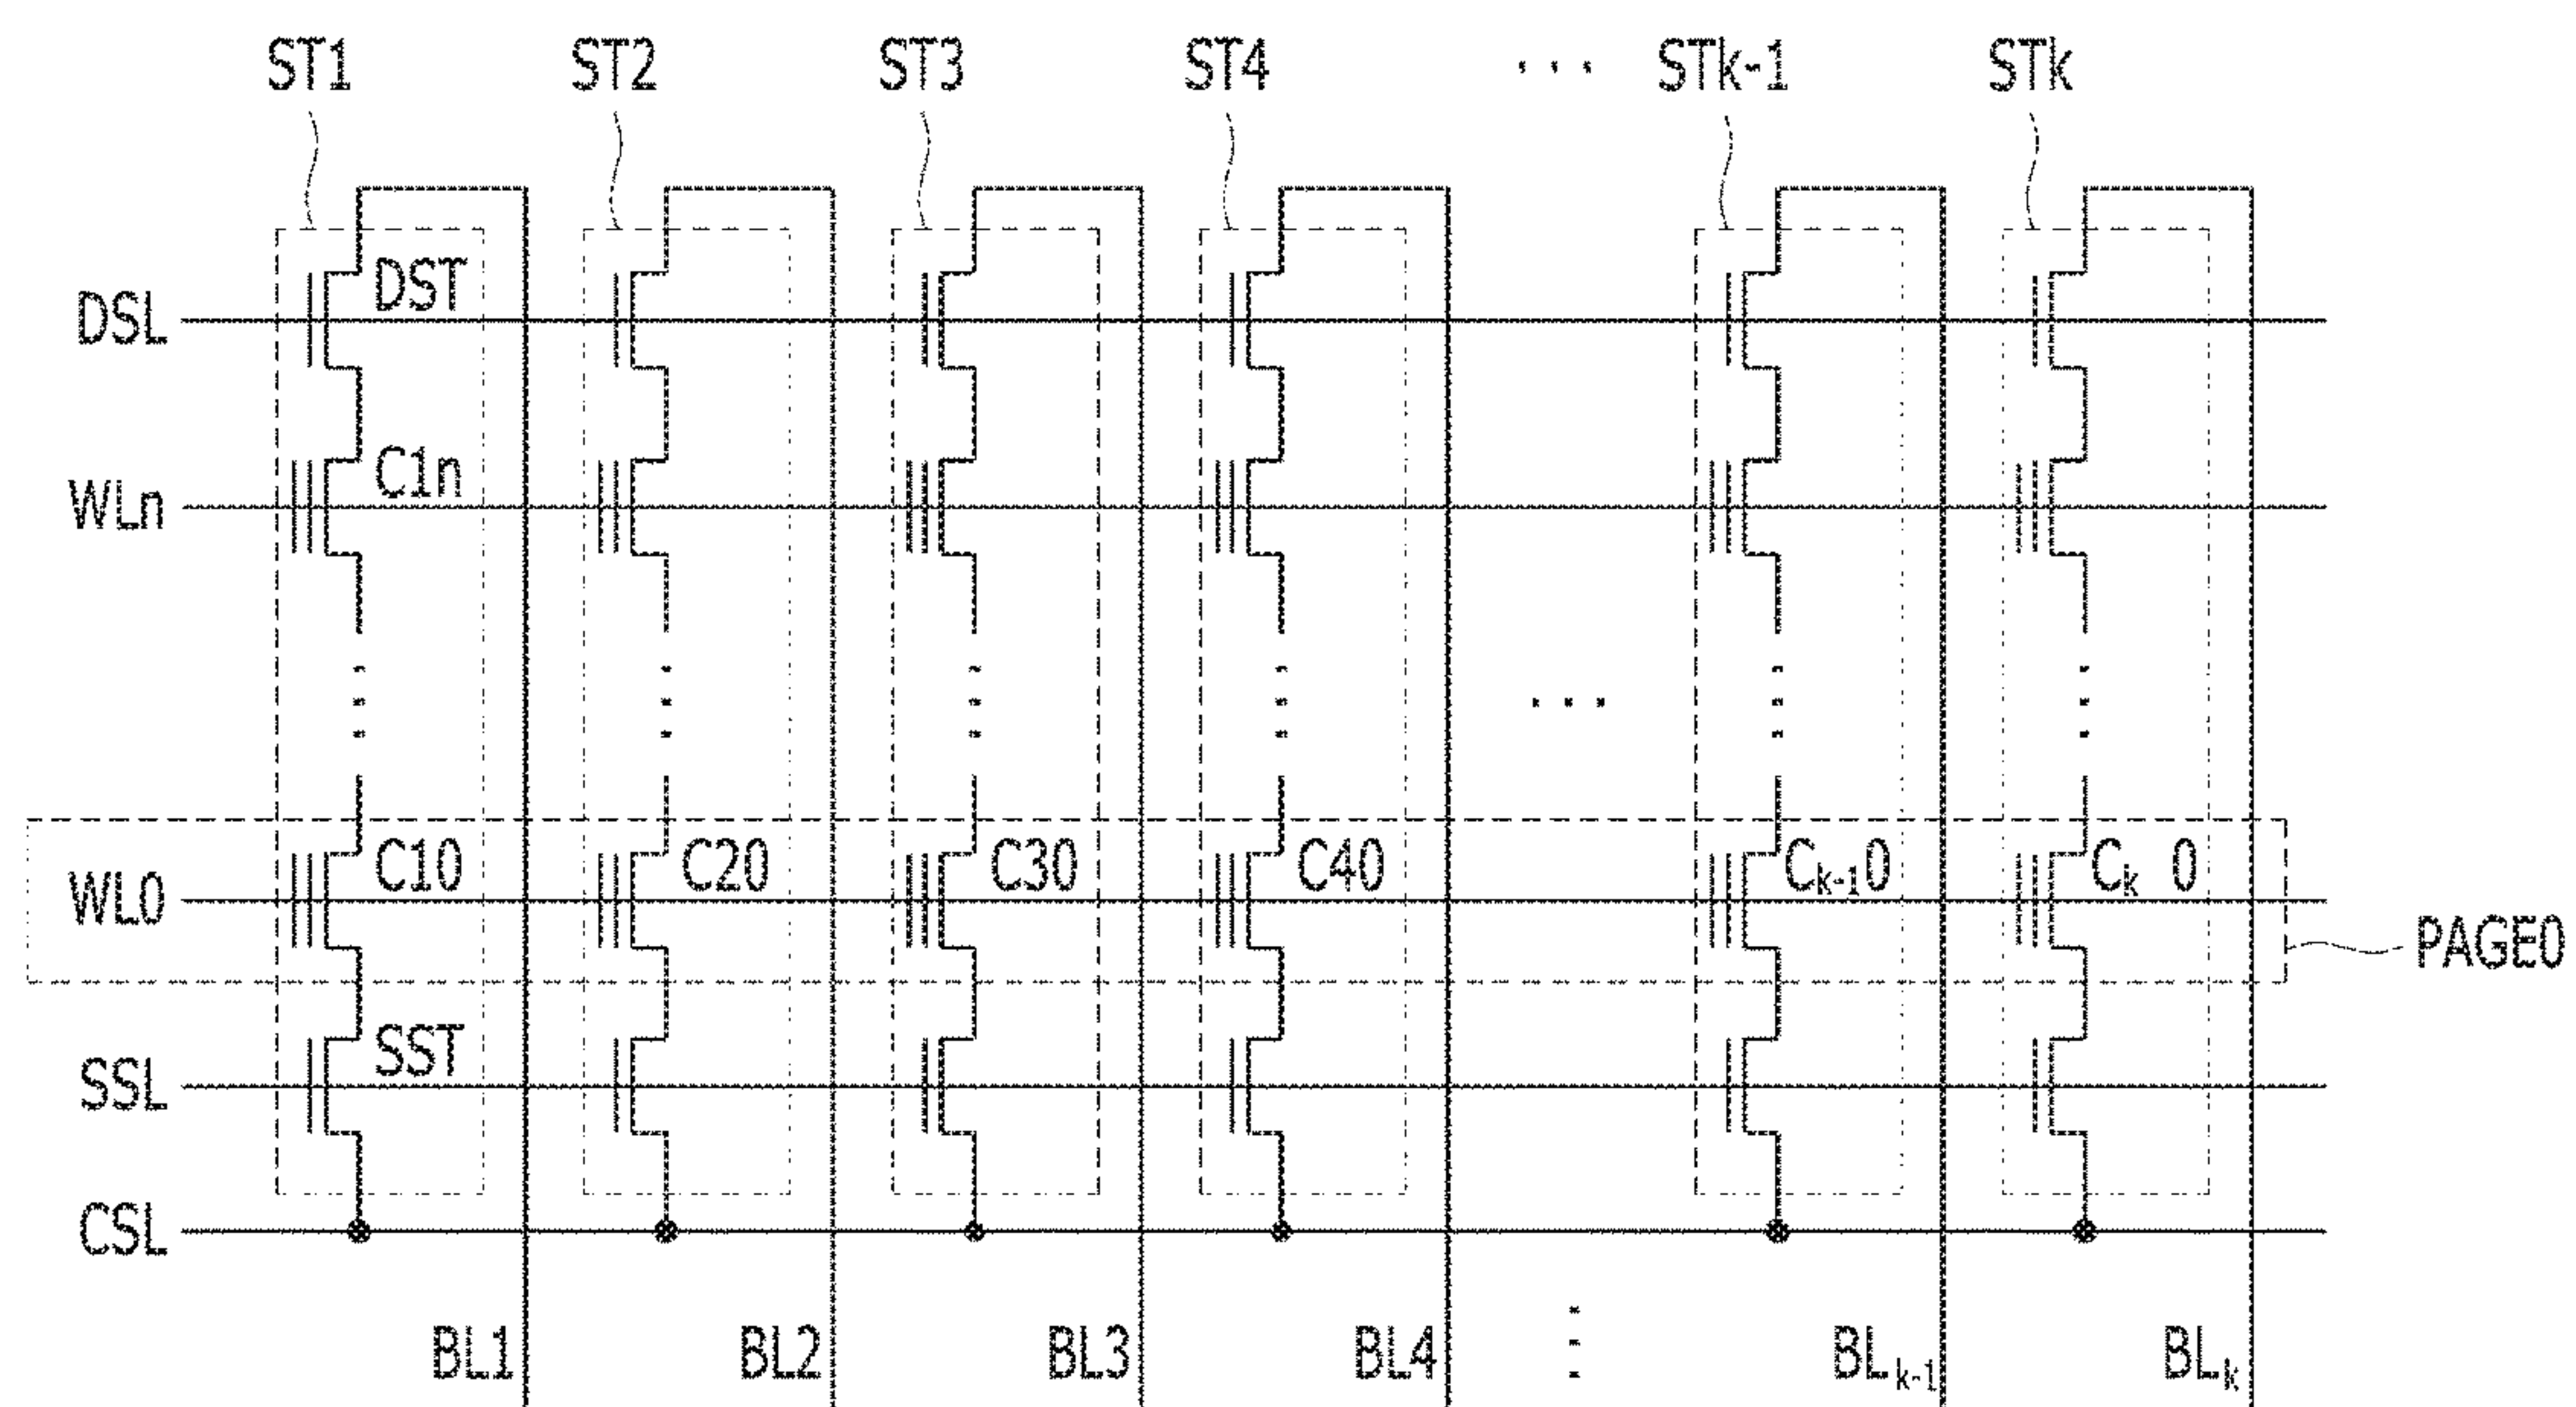 ST1 ST2 ST3 ST4 ... STk-1 STk
DSL DST
WLn C1n
...
WL0 C10 C20 C30 C40 Ck-10 Ck 0
PAGE0
SSL SST
CSL
BL1 BL2 BL3 BL4 BLk-1 BLk